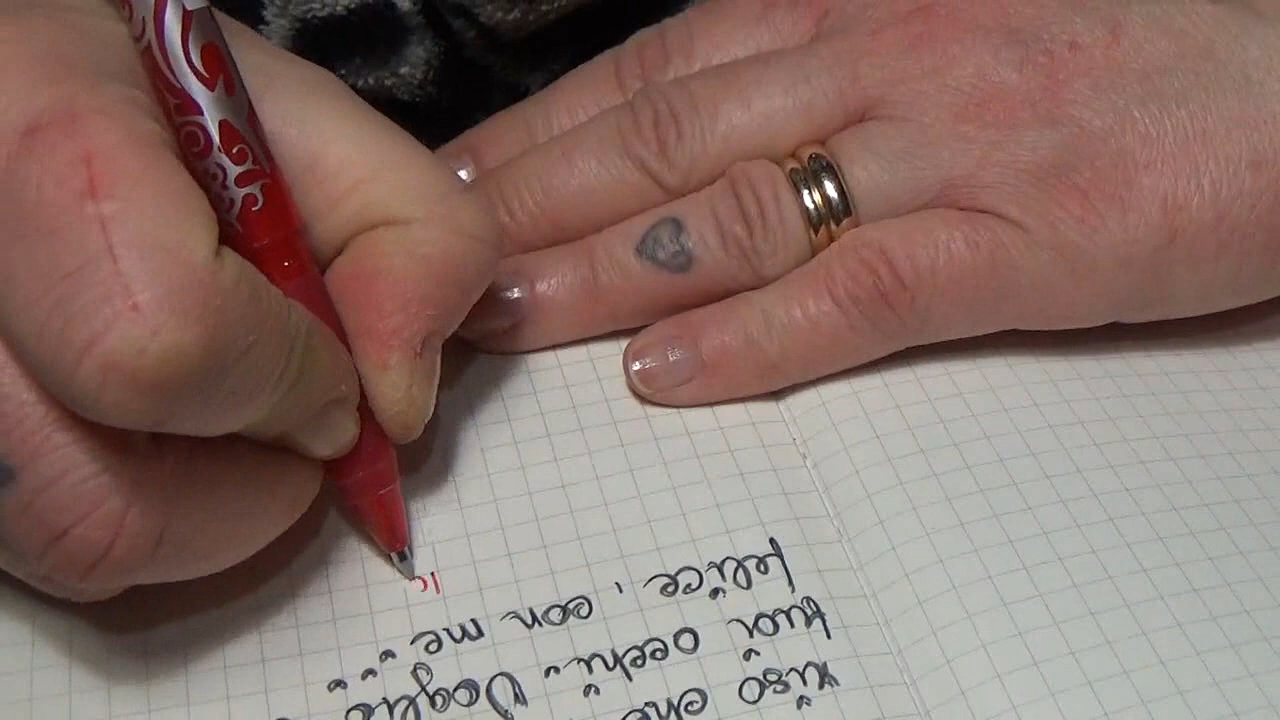 viso che
tuoi occhi. Voglio
felice, con me...